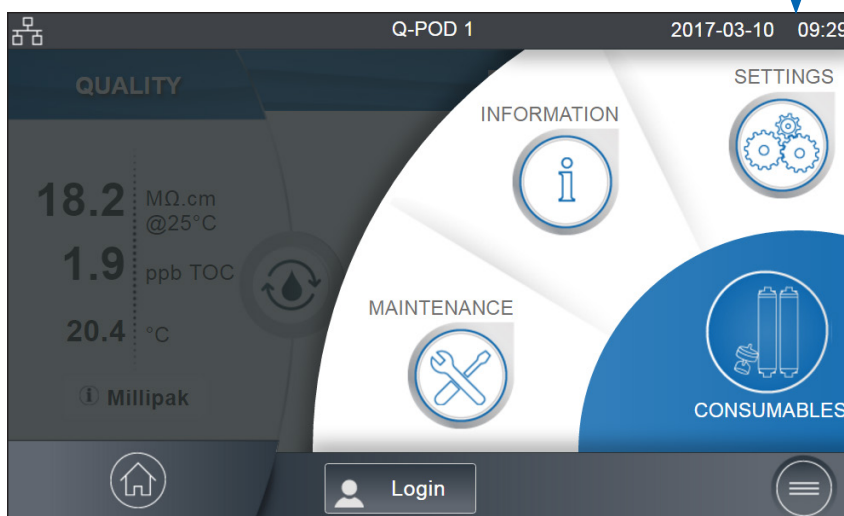 Q-POD 1
2017-03-10 09:29
QUALITY
SETTINGS
INFORMATION
18.2 MΩ.cm
@25°C
1.9 ppb TOC
MAINTENANCE
20.4 °C
i Millipak
CONSUMABLES
Login